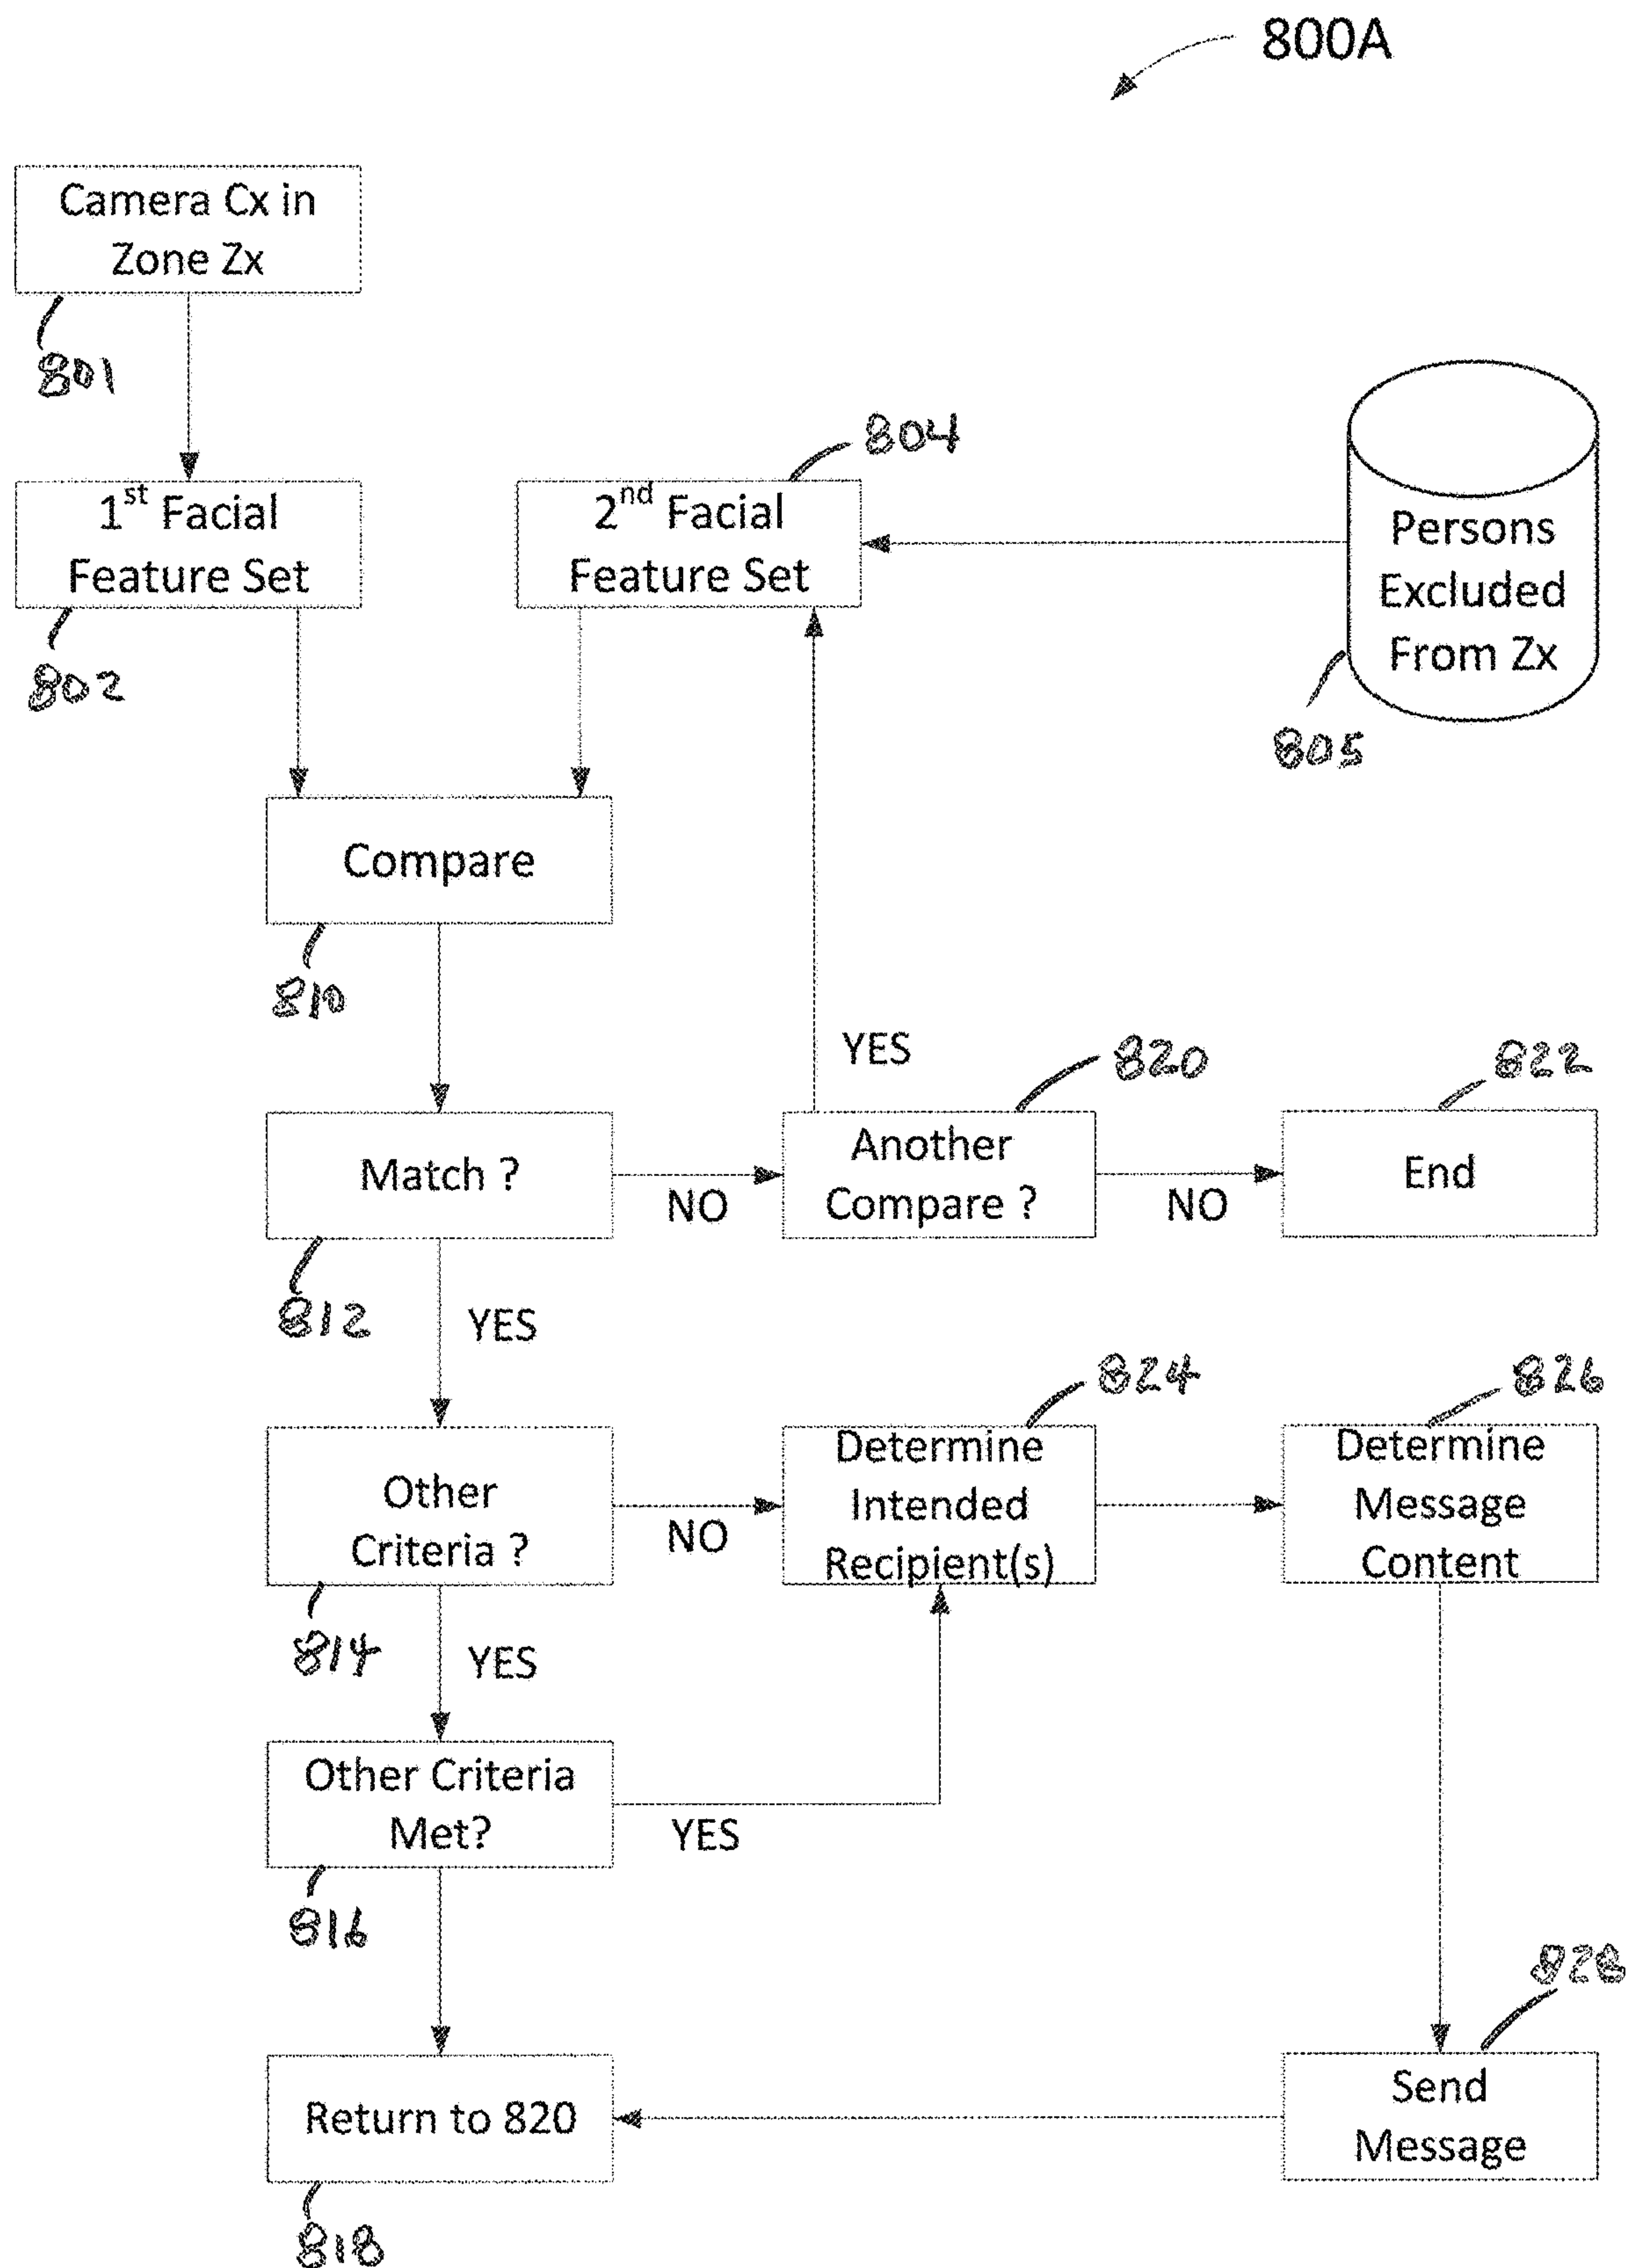 800A
Camera Cx in
Zone Zx
801
804
1st Facial
Feature Set
2nd Facial
Feature Set
Persons
Excluded
From Zx
802
805
Compare
810
YES
820
822
Match ?
NO
Another
Compare ?
NO
End
812
YES
824
826
Other
Criteria ?
NO
Determine
Intended
Recipient(s)
Determine
Message
Content
814
YES
Other Criteria
Met?
YES
816
828
Return to 820
Send
Message
818